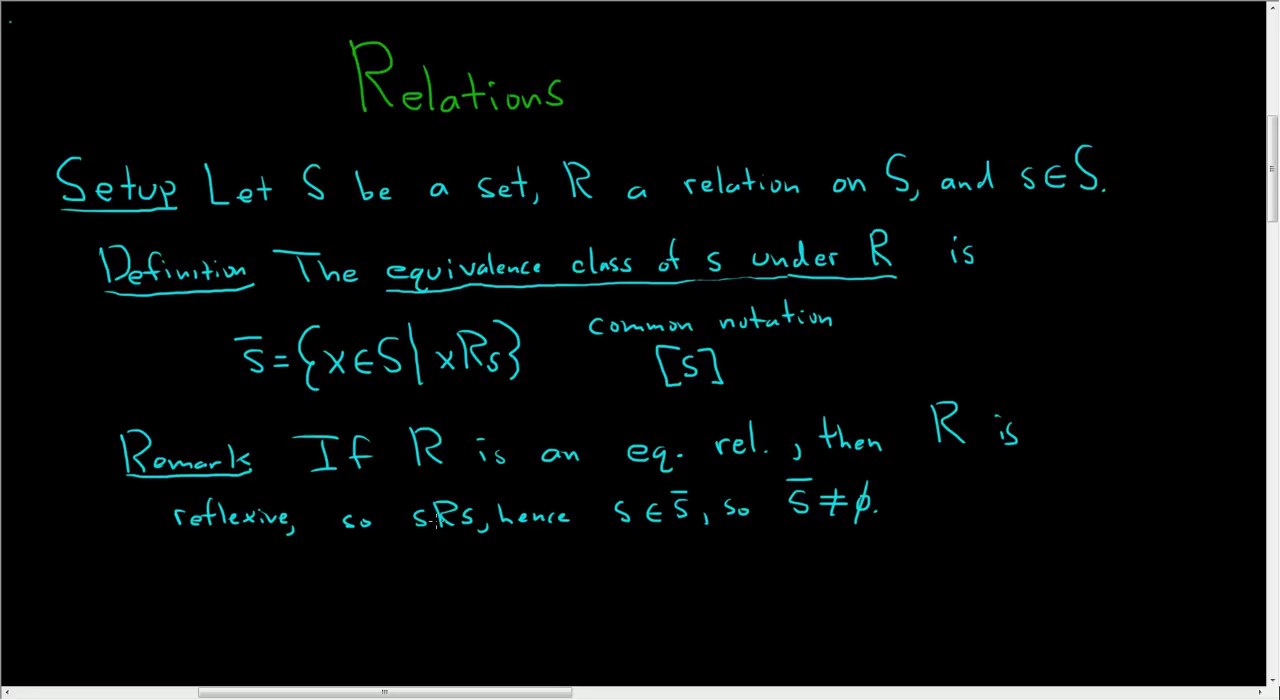 Relations
Setup Let S be a set, R a relation on S, and s∈S.
Definition The equivalence class of s under R is
s̅ = {x∈S | xRs} common notation
[s]
Remark If R is an eq. rel., then R is
reflexive, so sRs, hence s ∈ s̅, so s̅ ≠ ϕ.